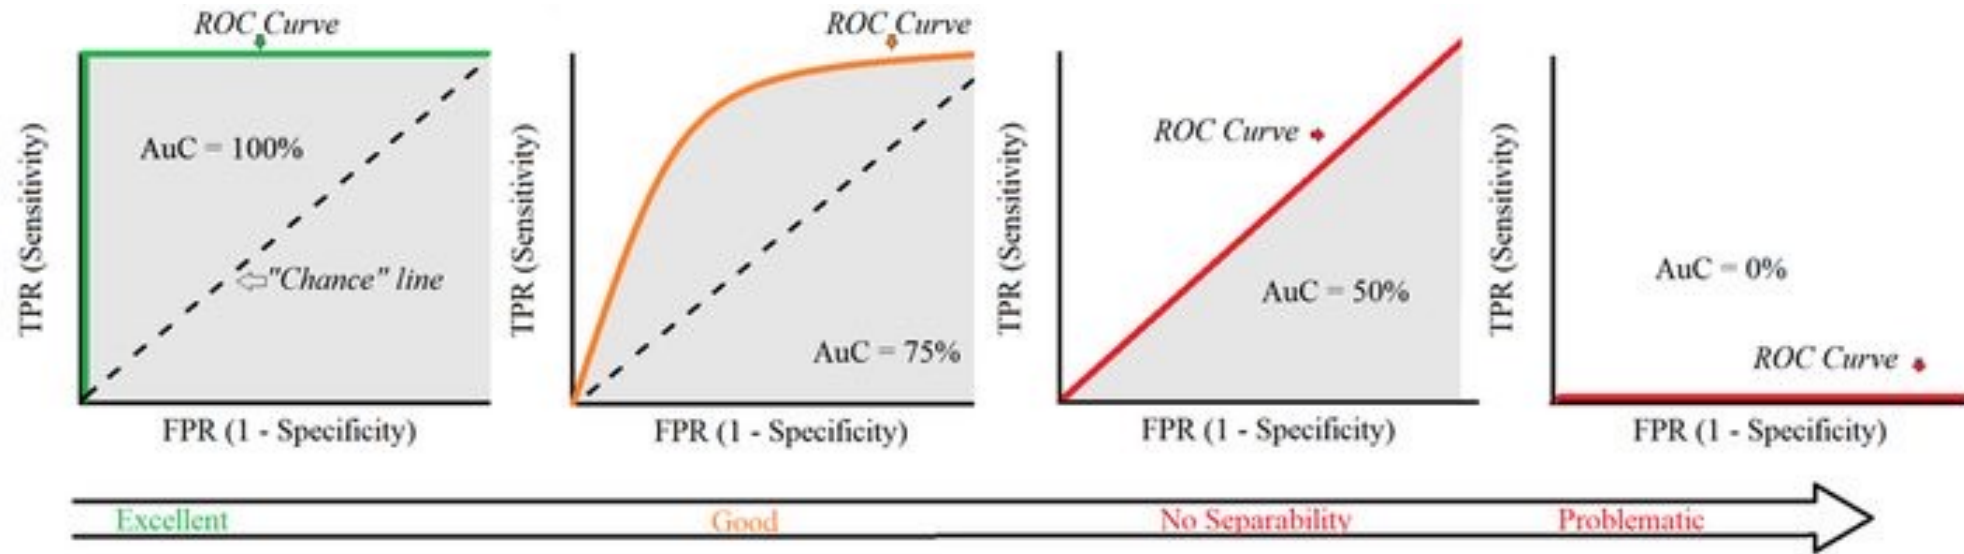 ROC Curve
TPR (Sensitivity)
AuC = 100%
"Chance" line
FPR (1 - Specificity)
ROC Curve
TPR (Sensitivity)
AuC = 75%
FPR (1 - Specificity)
ROC Curve
TPR (Sensitivity)
AuC = 50%
FPR (1 - Specificity)
TPR (Sensitivity)
AuC = 0%
ROC Curve
FPR (1 - Specificity)
Excellent
Good
No Separability
Problematic